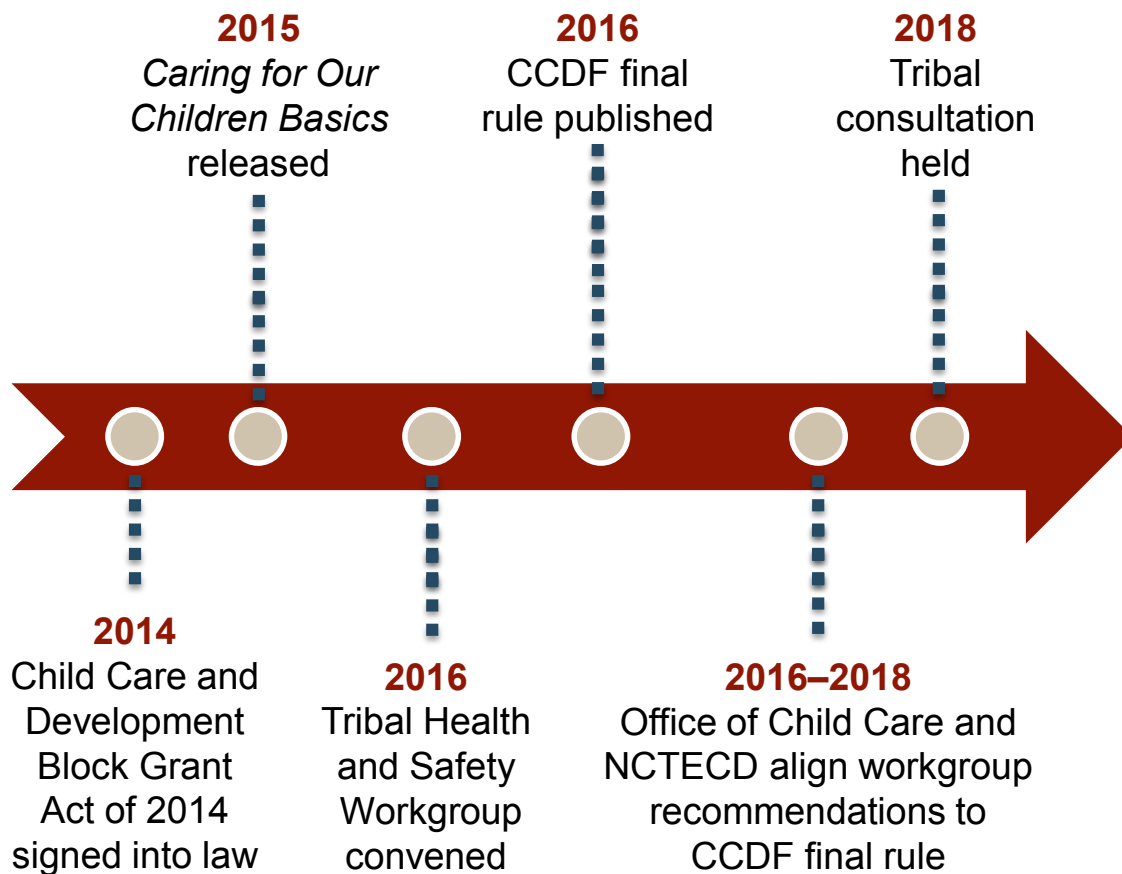 2015
Caring for Our
Children Basics
released
2016
CCDF final
rule published
2018
Tribal
consultation
held
2014
Child Care and
Development
Block Grant
Act of 2014
signed into law
2016
Tribal Health
and Safety
Workgroup
convened
2016–2018
Office of Child Care and
NCTECD align workgroup
recommendations to
CCDF final rule